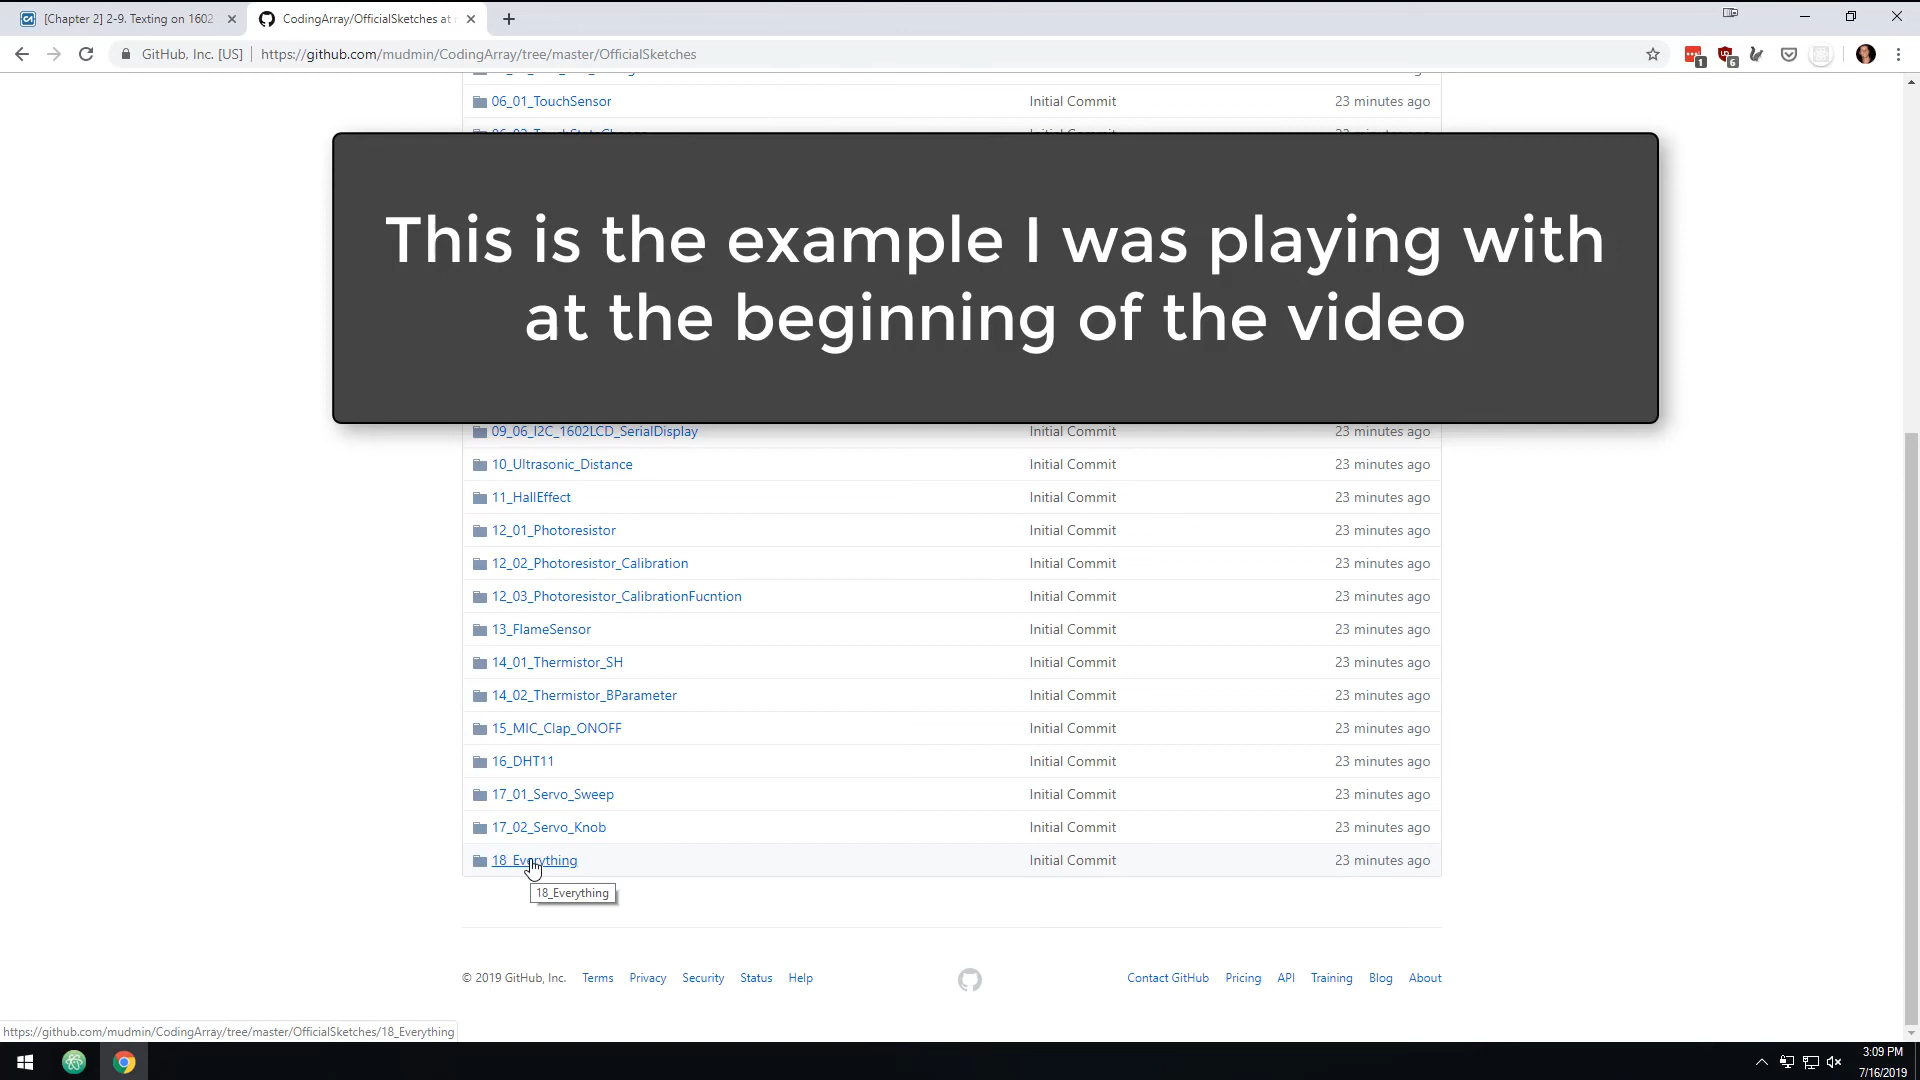 [Chapter 2] 2-9. Texting on 1602
CodingArray/OfficialSketches at
GitHub, Inc. [US]
https://github.com/mudmin/CodingArray/tree/master/OfficialSketches
1
6
06_01_TouchSensor Initial Commit 23 minutes ago
This is the example I was playing with
at the beginning of the video
09_06_I2C_1602LCD_SerialDisplay Initial Commit 23 minutes ago
10_Ultrasonic_Distance Initial Commit 23 minutes ago
11_HallEffect Initial Commit 23 minutes ago
12_01_Photoresistor Initial Commit 23 minutes ago
12_02_Photoresistor_Calibration Initial Commit 23 minutes ago
12_03_Photoresistor_CalibrationFucntion Initial Commit 23 minutes ago
13_FlameSensor Initial Commit 23 minutes ago
14_01_Thermistor_SH Initial Commit 23 minutes ago
14_02_Thermistor_BParameter Initial Commit 23 minutes ago
15_MIC_Clap_ONOFF Initial Commit 23 minutes ago
16_DHT11 Initial Commit 23 minutes ago
17_01_Servo_Sweep Initial Commit 23 minutes ago
17_02_Servo_Knob Initial Commit 23 minutes ago
18_Everything Initial Commit 23 minutes ago
18_Everything
© 2019 GitHub, Inc. Terms Privacy Security Status Help Contact GitHub Pricing API Training Blog About
https://github.com/mudmin/CodingArray/tree/master/OfficialSketches/18_Everything
3:09 PM
7/16/2019